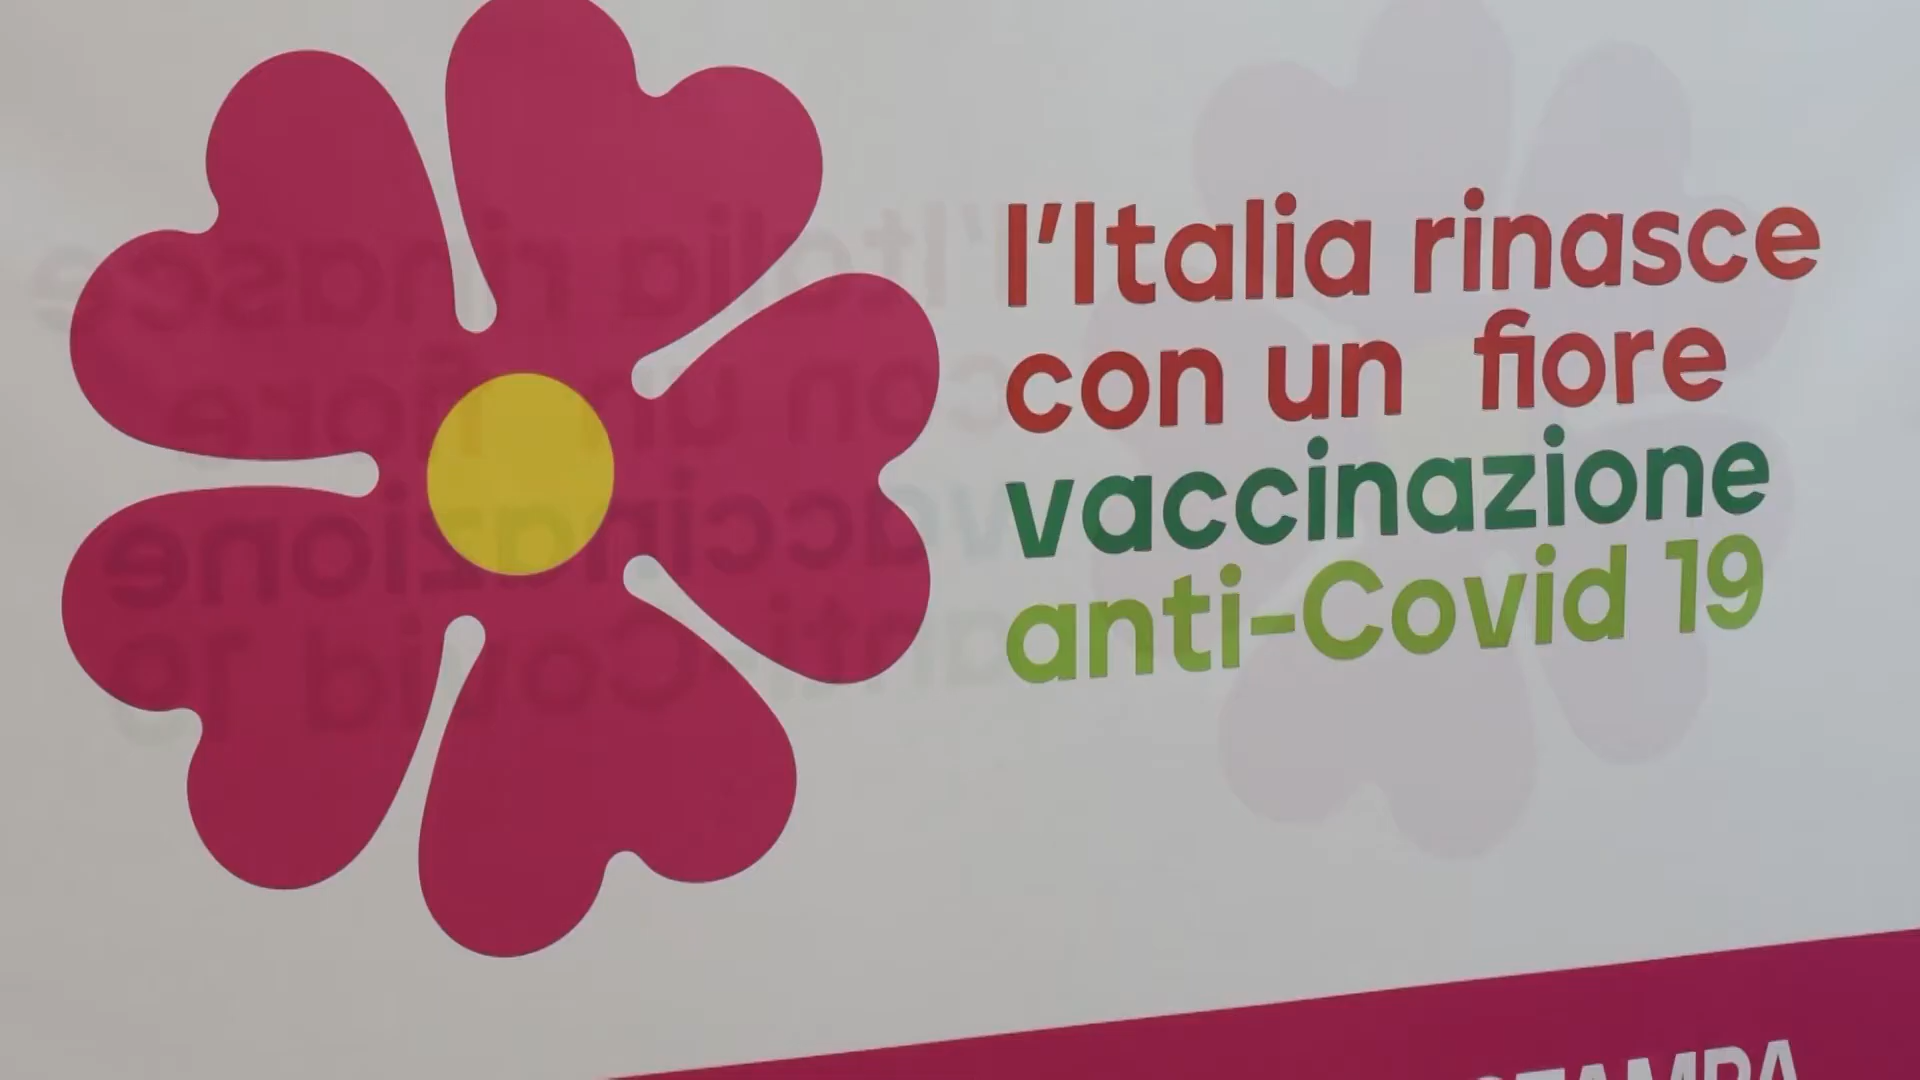 l'Italia rinasce
con un fiore
vaccinazione
anti-Covid 19
STAMPA